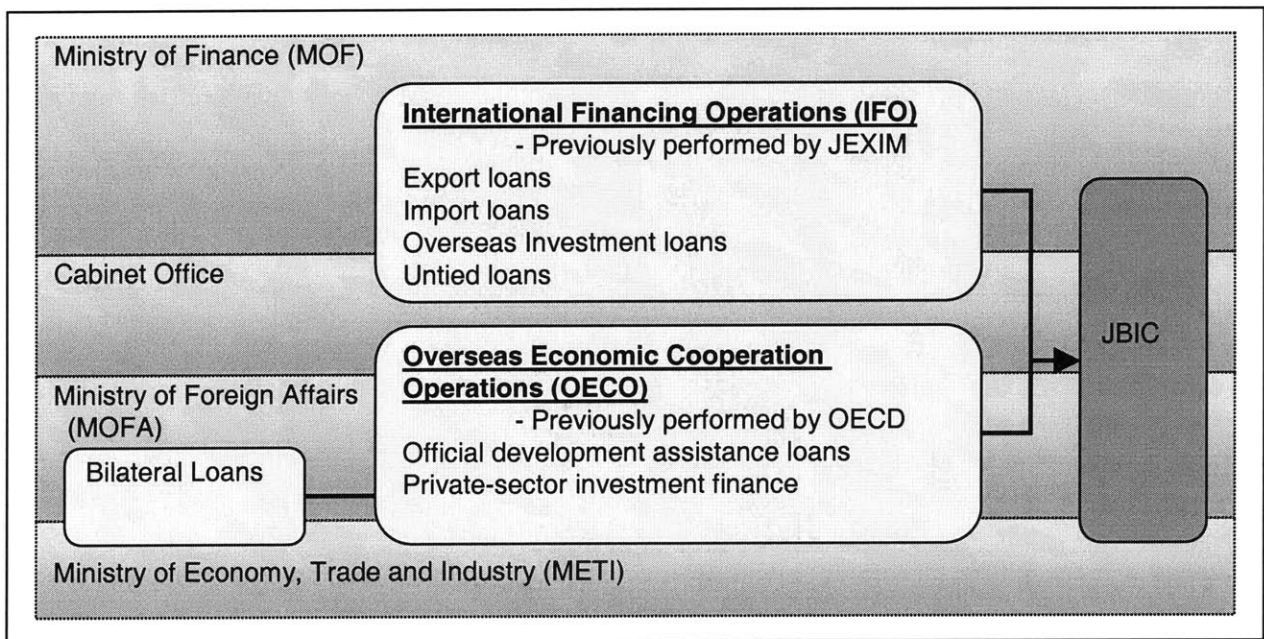 Ministry of Finance (MOF)
International Financing Operations (IFO)
- Previously performed by JEXIM
Export loans
Import loans
Overseas Investment loans
Untied loans
Cabinet Office
Overseas Economic Cooperation
Operations (OECO)
- Previously performed by OECD
Official development assistance loans
Private-sector investment finance
Ministry of Foreign Affairs
(MOFA)
Bilateral Loans
Ministry of Economy, Trade and Industry (METI)
JBIC